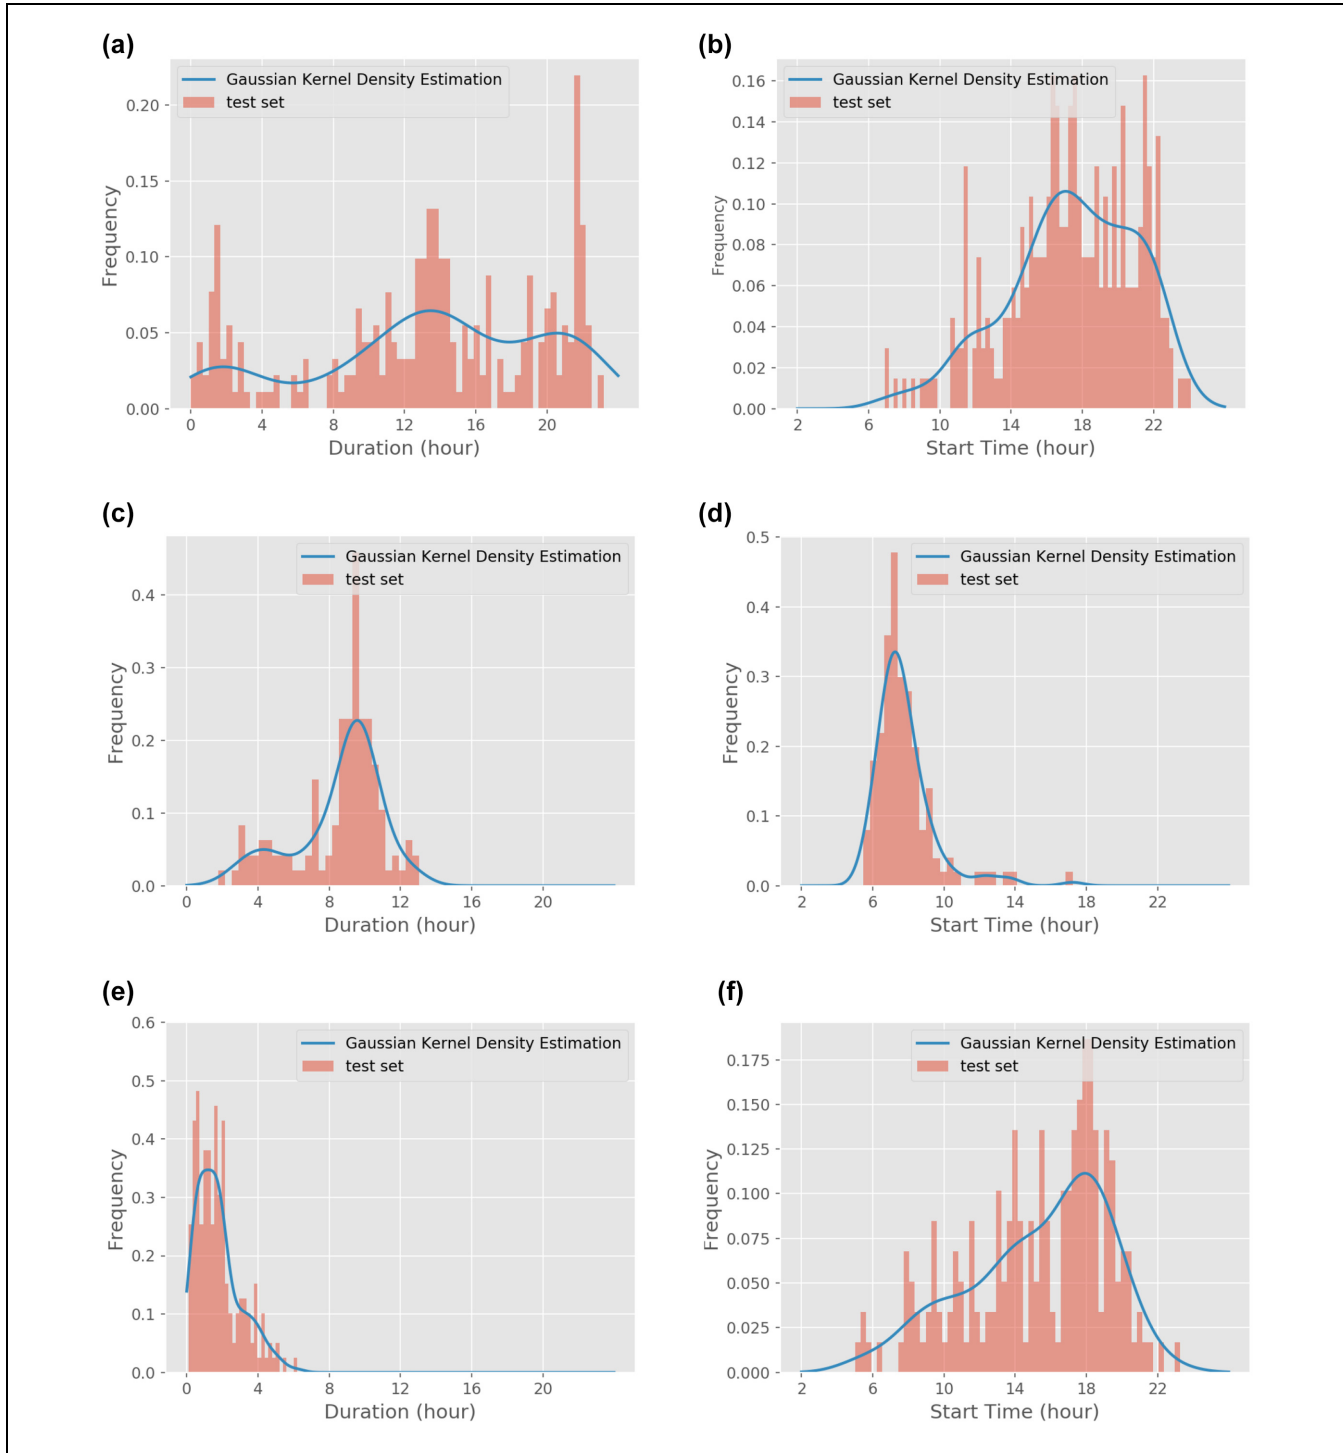 (a)
Gaussian Kernel Density Estimation
test set
Frequency
0.20
0.15
0.10
0.05
0.00
0 4 8 12 16 20
Duration (hour)
(b)
Gaussian Kernel Density Estimation
test set
Frequency
0.16
0.14
0.12
0.10
0.08
0.06
0.04
0.02
0.00
2 6 10 14 18 22
Start Time (hour)
(c)
Gaussian Kernel Density Estimation
test set
Frequency
0.4
0.3
0.2
0.1
0.0
0 4 8 12 16 20
Duration (hour)
(d)
Gaussian Kernel Density Estimation
test set
Frequency
0.5
0.4
0.3
0.2
0.1
0.0
2 6 10 14 18 22
Start Time (hour)
(e)
Gaussian Kernel Density Estimation
test set
Frequency
0.6
0.5
0.4
0.3
0.2
0.1
0.0
0 4 8 12 16 20
Duration (hour)
(f)
Gaussian Kernel Density Estimation
test set
Frequency
0.175
0.150
0.125
0.100
0.075
0.050
0.025
0.000
2 6 10 14 18 22
Start Time (hour)